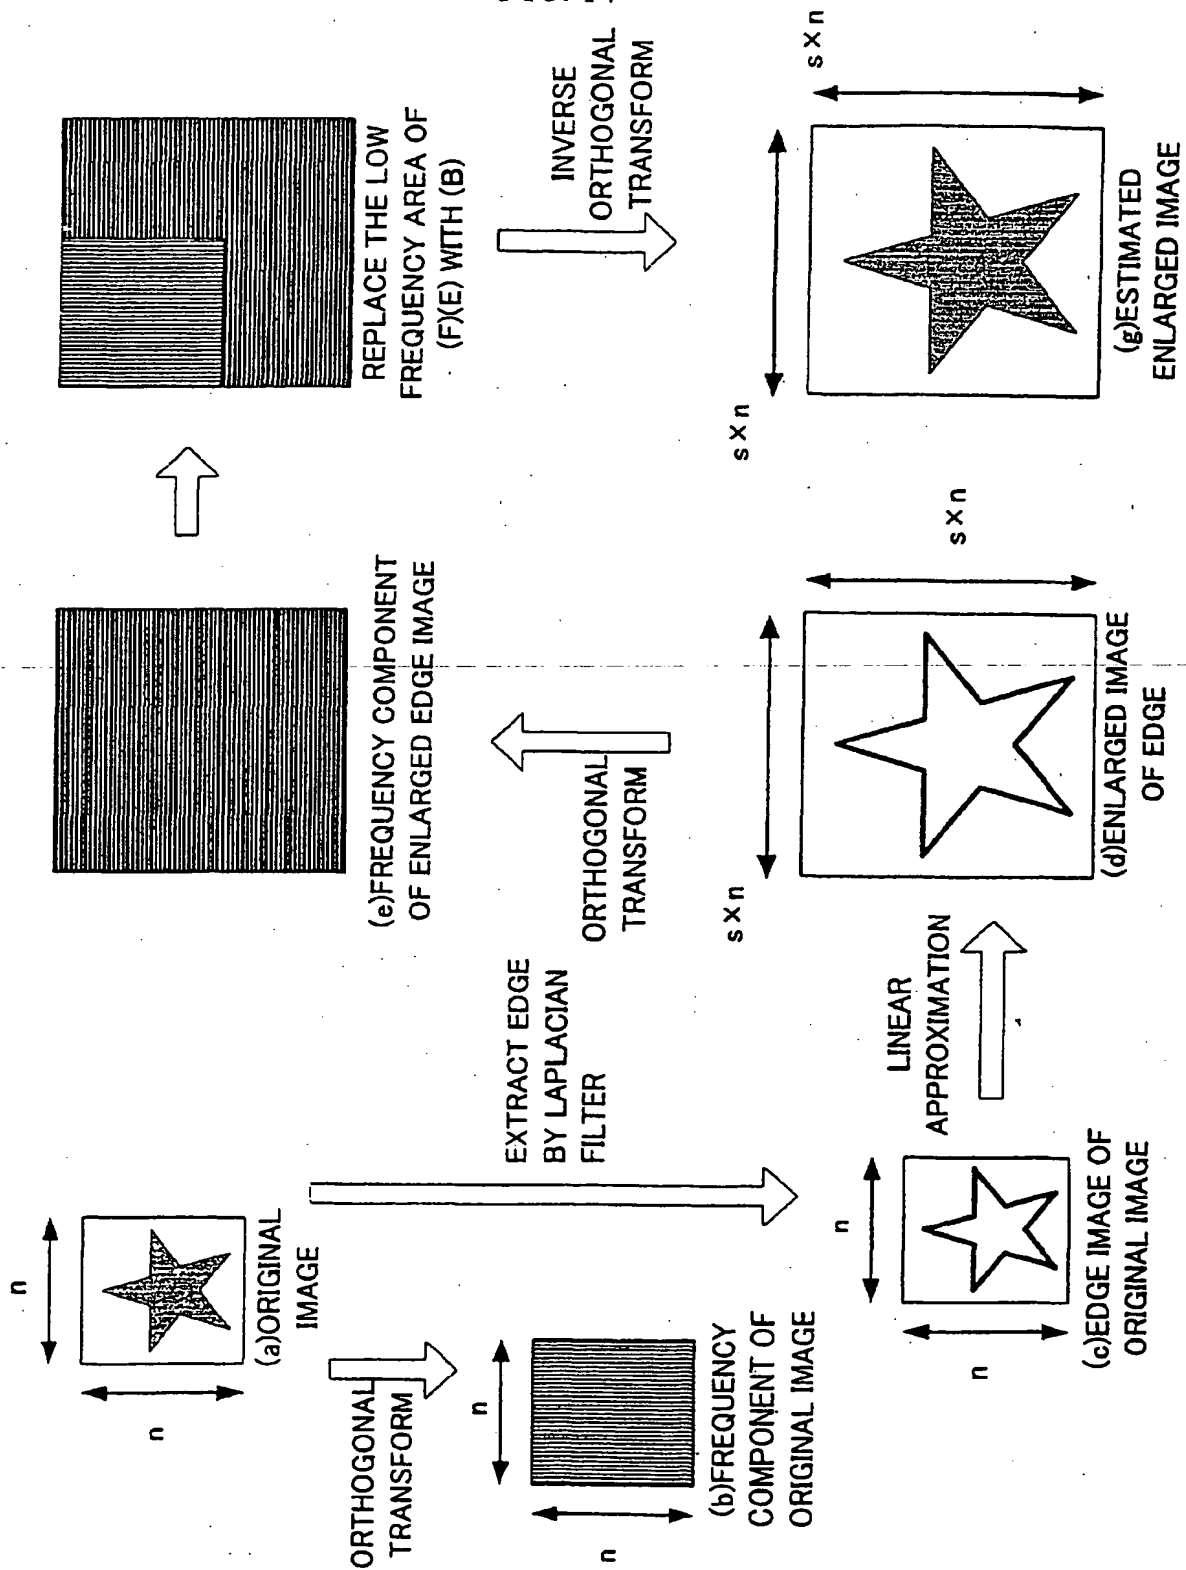 n
n
(a)ORIGINAL
IMAGE
ORTHOGONAL
TRANSFORM
n
n
(b)FREQUENCY
COMPONENT OF
ORIGINAL IMAGE
EXTRACT EDGE
BY LAPLACIAN
FILTER
n
n
(c)EDGE IMAGE OF
ORIGINAL IMAGE
LINEAR
APPROXIMATION
s×n
s×n
(d)ENLARGED IMAGE
OF EDGE
ORTHOGONAL
TRANSFORM
(e)FREQUENCY COMPONENT
OF ENLARGED EDGE IMAGE
REPLACE THE LOW
FREQUENCY AREA OF
(F)(E) WITH (B)
INVERSE
ORTHOGONAL
TRANSFORM
s×n
s×n
(g)ESTIMATED
ENLARGED IMAGE